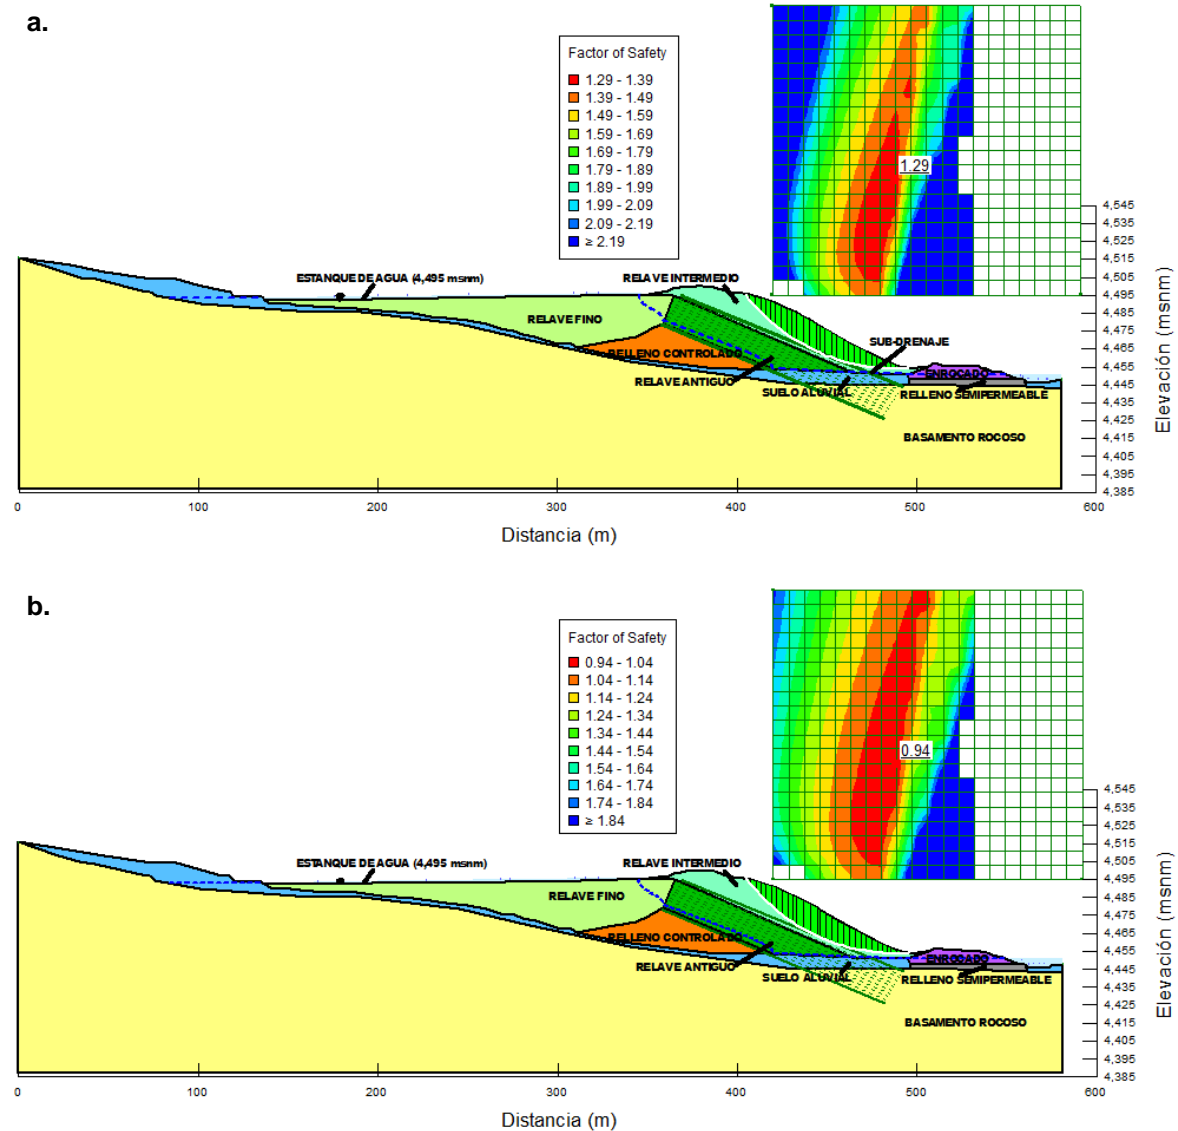 a.
Factor of Safety
1.29 - 1.39
1.39 - 1.49
1.49 - 1.59
1.59 - 1.69
1.69 - 1.79
1.79 - 1.89
1.89 - 1.99
1.99 - 2.09
2.09 - 2.19
≥ 2.19
1.29
4,545
4,535
4,525
4,515
4,505
4,495
4,485
4,475
4,465
4,455
4,445
4,435
4,425
4,415
4,405
4,395
4,385
Elevación (msnm)
ESTANQUE DE AGUA (4,495 msnm)
RELAVE INTERMEDIO
RELAVE FINO
SUB-DRENAJE
RELLENO CONTROLADO
ENROCADO
RELAVE ANTIGUO
SUELO ALUVIAL
RELLENO SEMIPERMEABLE
BASAMENTO ROCOSO
0 100 200 300 400 500 600
Distancia (m)
b.
Factor of Safety
0.94 - 1.04
1.04 - 1.14
1.14 - 1.24
1.24 - 1.34
1.34 - 1.44
1.44 - 1.54
1.54 - 1.64
1.64 - 1.74
1.74 - 1.84
≥ 1.84
0.94
4,545
4,535
4,525
4,515
4,505
4,495
4,485
4,475
4,465
4,455
4,445
4,435
4,425
4,415
4,405
4,395
4,385
Elevación (msnm)
ESTANQUE DE AGUA (4,495 msnm)
RELAVE INTERMEDIO
RELAVE FINO
RELLENO CONTROLADO
ENROCADO
RELAVE ANTIGUO
SUELO ALUVIAL
RELLENO SEMIPERMEABLE
BASAMENTO ROCOSO
0 100 200 300 400 500 600
Distancia (m)